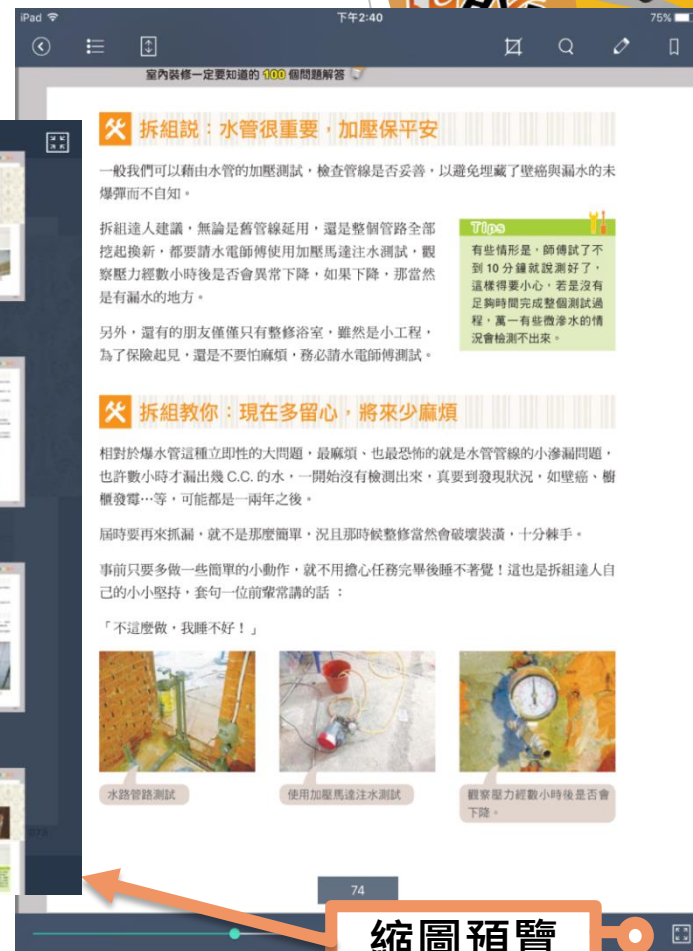 iPad
下午2:40
75%
室內裝修一定要知道的 100 個問題解答
拆組說：水管很重要，加壓保平安
一般我們可以藉由水管的加壓測試，檢查管線是否妥善，以避免埋藏了壁癌與漏水的未
爆彈而不自知。
拆組達人建議，無論是舊管線延用，還是整個管路全部
挖起換新，都要請水電師傅使用加壓馬達注水測試，觀
察壓力經數小時後是否會異常下降，如果下降，那當然
是有漏水的地方。
另外，還有的朋友僅僅只有整修浴室，雖然是小工程，
為了保險起見，還是不要怕麻煩，務必請水電師傅測試。
Tips
有些情形是，師傅試了不
到 10 分鐘就說測好了，
這樣得要小心，若是沒有
足夠時間完成整個測試過
程，萬一有些微滲水的情
況會檢測不出來。
拆組教你：現在多留心，將來少麻煩
相對於爆水管這種立即性的大問題，最麻煩、也最恐怖的就是水管管線的小滲漏問題，
也許數小時才漏出幾 C.C. 的水，一開始沒有檢測出來，真要到發現狀況，如壁癌、櫥
櫃發霉…等，可能都是一兩年之後。
屆時要再來抓漏，就不是那麼簡單，況且那時候整修當然會破壞裝潢，十分棘手。
事前只要多做一些簡單的小動作，就不用擔心任務完畢後睡不著覺！這也是拆組達人自
己的小小堅持，套句一位前輩常講的話：
「不這麼做，我睡不好！」
水路管路測試
使用加壓馬達注水測試
觀察壓力經數小時後是否會
下降。
74
縮圖預覽